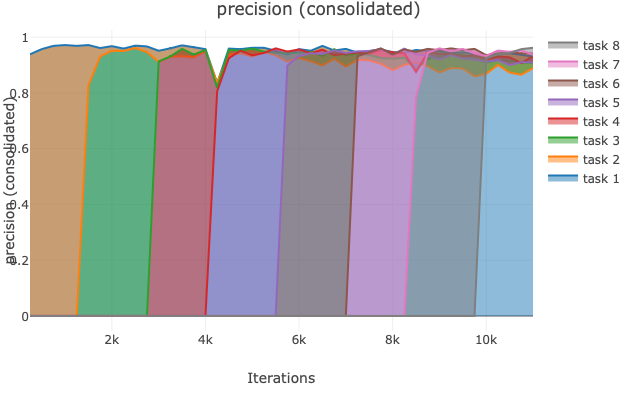 precision (consolidated)
precision (consolidated)
1
0.8
0.6
0.4
0.2
0
2k
4k
6k
8k
10k
Iterations
task 8
task 7
task 6
task 5
task 4
task 3
task 2
task 1